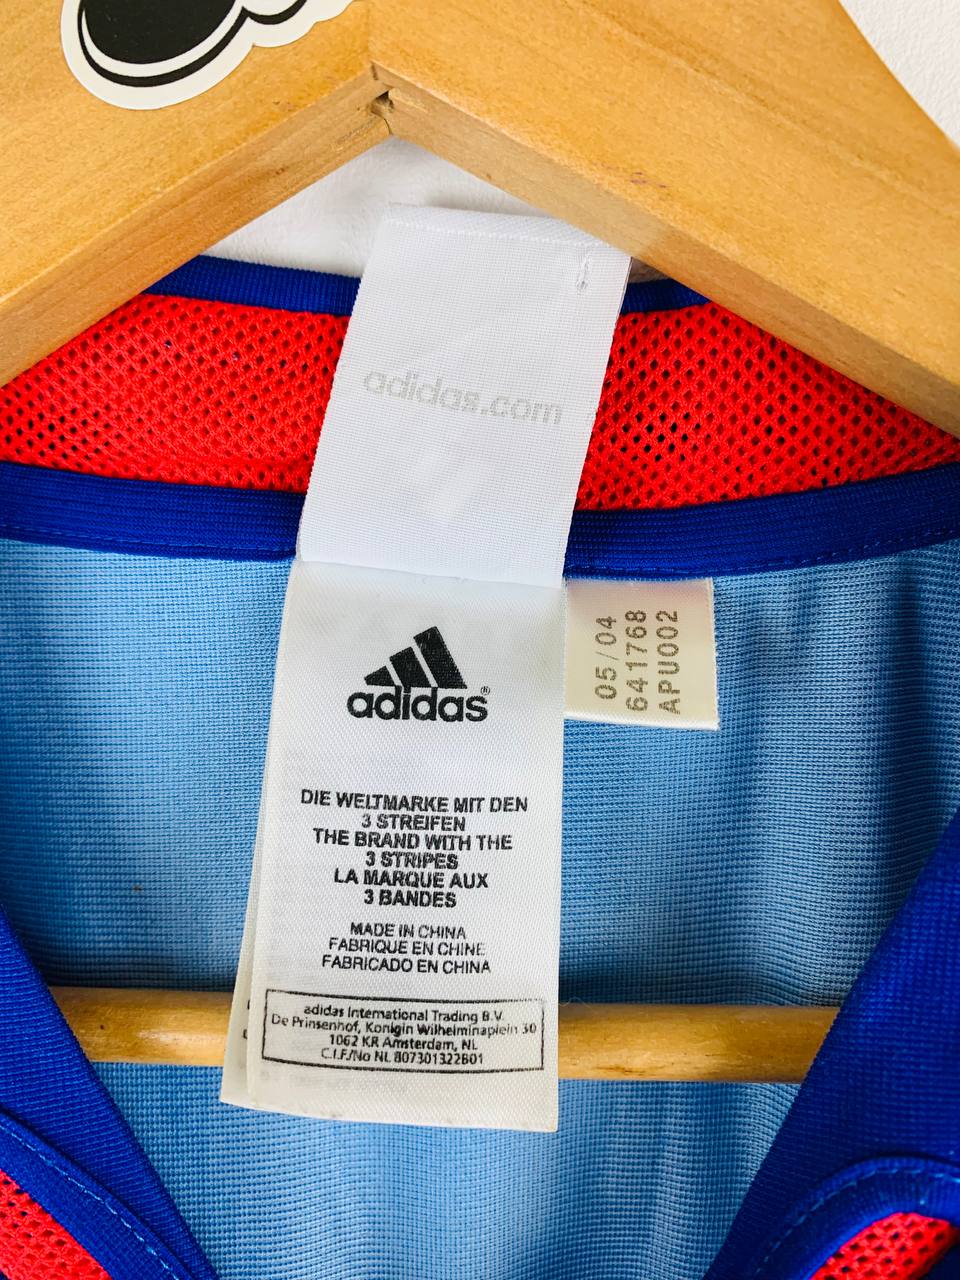 adidas.com
adidas®
05/04
641768
APU002
DIE WELTMARKE MIT DEN
3 STREIFEN
THE BRAND WITH THE
3 STRIPES
LA MARQUE AUX
3 BANDES
MADE IN CHINA
FABRIQUE EN CHINE
FABRICADO EN CHINA
adidas International Trading B.V.
De Prinsenhof, Konigin Wilhelminaplein 30
1062 KR Amsterdam, NL
C.I.F./No NL 807301322B01